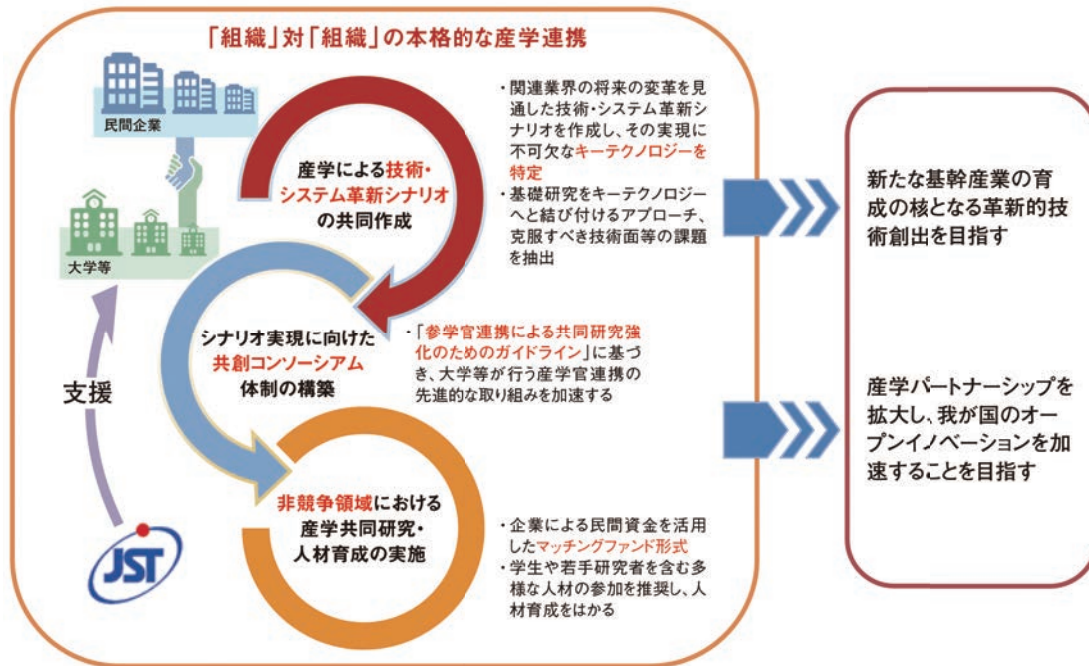 「組織」対「組織」の本格的な産学連携
民間企業
大学等
支援
JST
産学による技術・
システム革新シナリオ
の共同作成
・関連業界の将来の変革を見
通した技術・システム革新シ
ナリオを作成し、その実現に
不可欠なキーテクノロジーを
特定
・基礎研究をキーテクノロジー
へと結び付けるアプローチ、
克服すべき技術面等の課題
を抽出
シナリオ実現に向けた
共創コンソーシアム
体制の構築
・「参学官連携による共同研究強
化のためのガイドライン」に基づ
き、大学等が行う産学官連携の
先進的な取り組みを加速する
非競争領域における
産学共同研究・
人材育成の実施
・企業による民間資金を活用
したマッチングファンド形式
・学生や若手研究者を含む多
様な人材の参加を推奨し、人
材育成をはかる
新たな基幹産業の育
成の核となる革新的技
術創出を目指す
産学パートナーシップを
拡大し、我が国のオー
プンイノベーションを加
速することを目指す